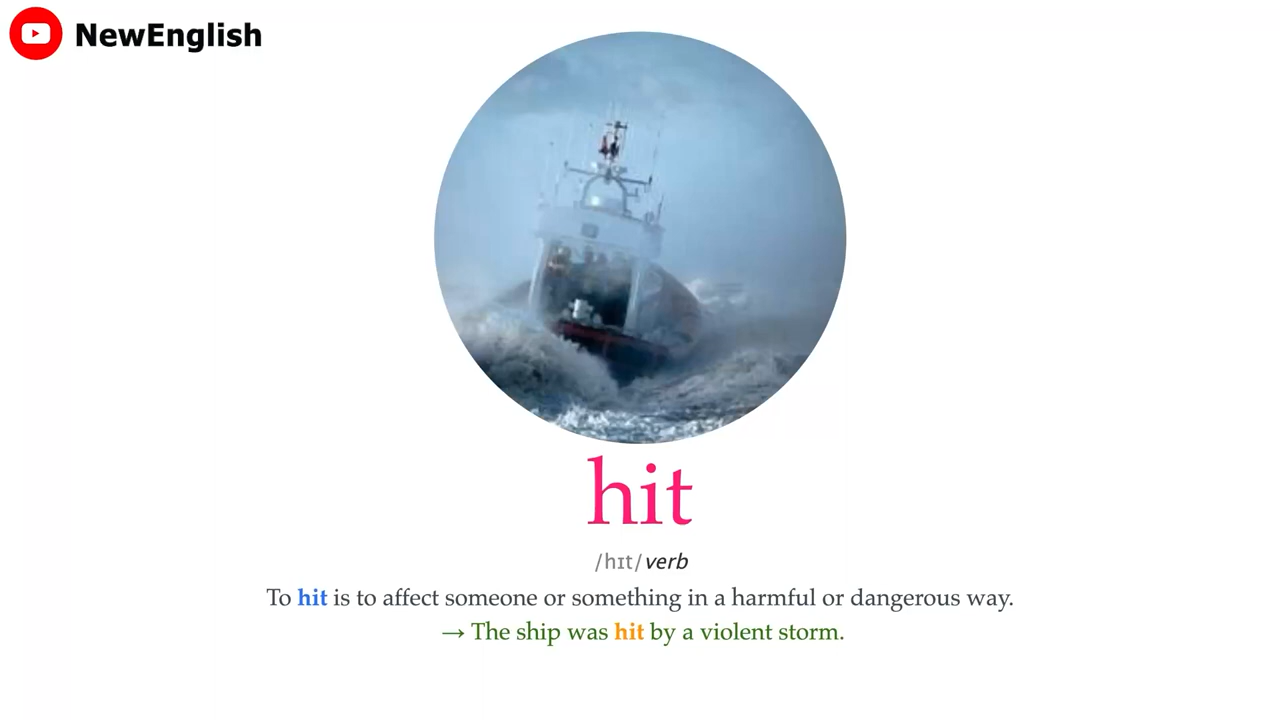 NewEnglish
hit
/hɪt/ verb
To hit is to affect someone or something in a harmful or dangerous way.
→ The ship was hit by a violent storm.